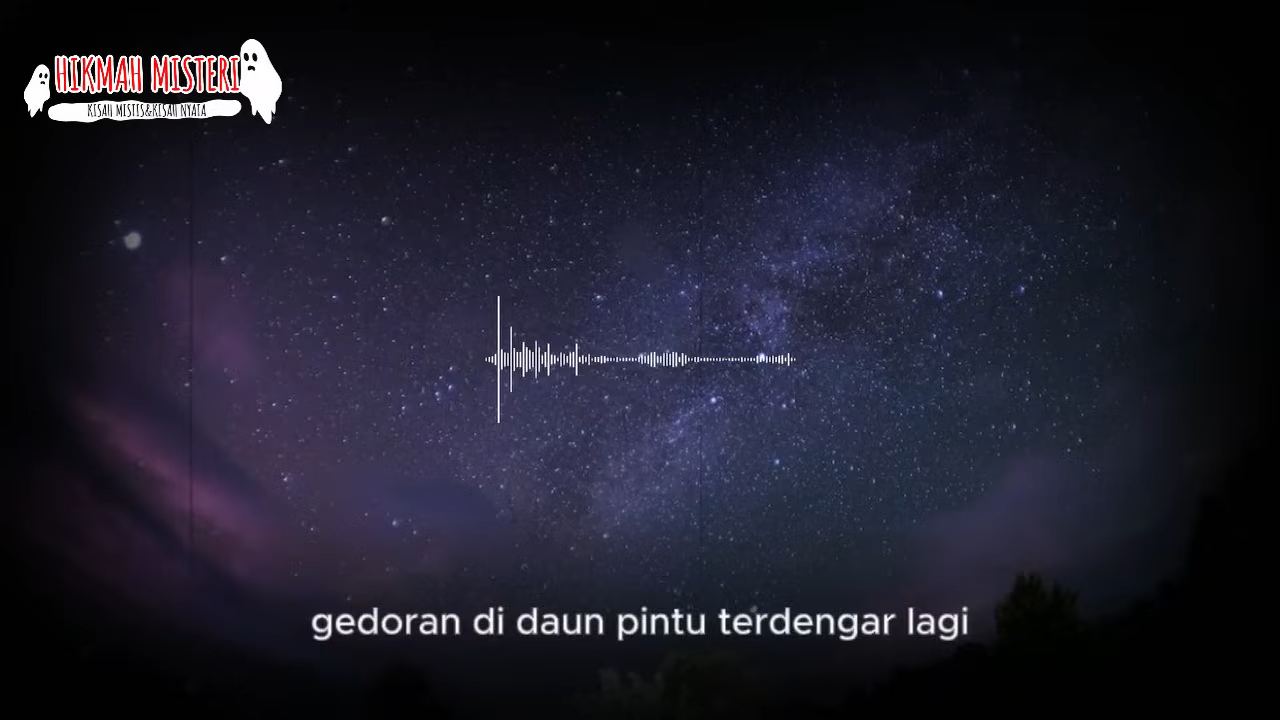 HIKMAH MISTERI
KISAH MISTIS&KISAH NYATA
gedoran di daun pintu terdengar lagi